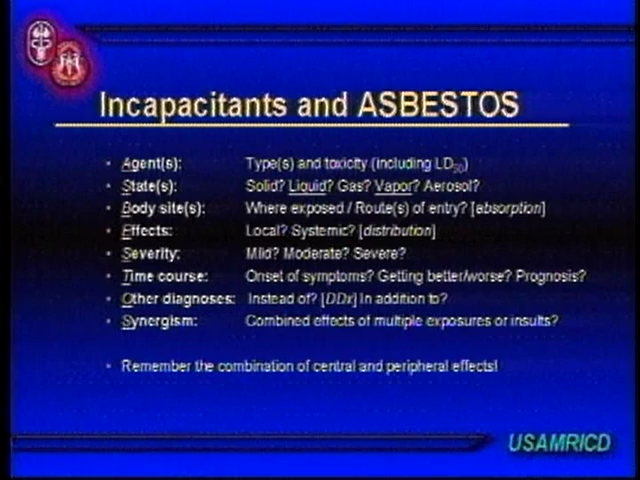 Incapacitants and ASBESTOS
• Agent(s): Type(s) and toxicity (including LD50)
• State(s): Solid? Liquid? Gas? Vapor? Aerosol?
• Body site(s): Where exposed / Route(s) of entry? [absorption]
• Effects: Local? Systemic? [distribution]
• Severity: Mild? Moderate? Severe?
• Time course: Onset of symptoms? Getting better/worse? Prognosis?
• Other diagnoses: Instead of? [DDx] In addition to?
• Synergism: Combined effects of multiple exposures or insults?
• Remember the combination of central and peripheral effects!
USAMRICD